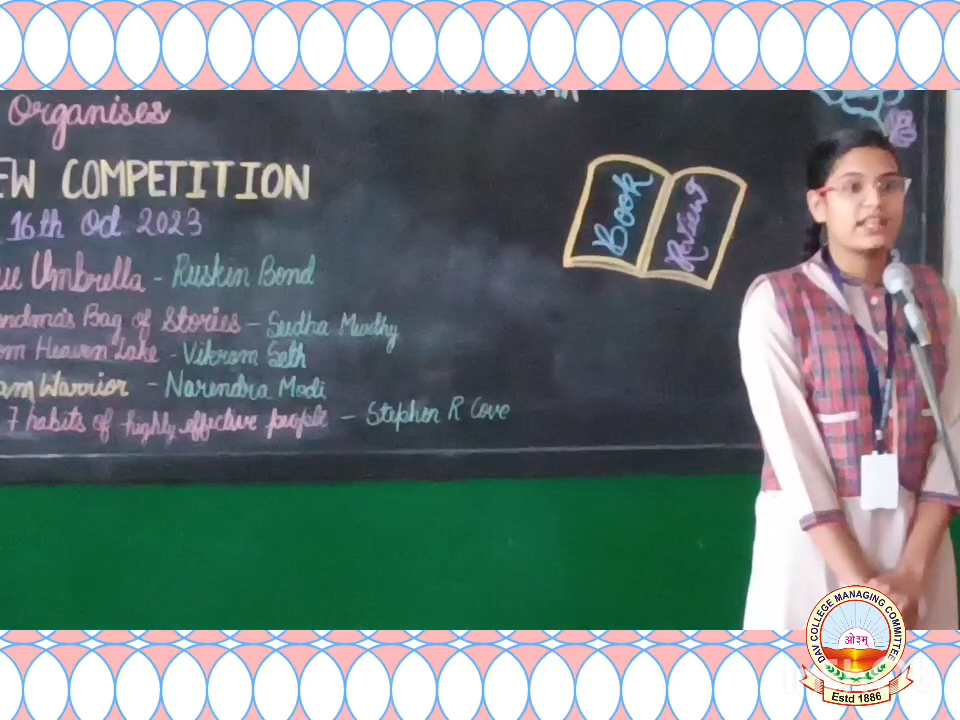 Organises
EW COMPETITION
16th Oct 2023
ue Umbrella - Ruskin Bond
andma's Bag of Stories - Sudha Murthy
om Heaven Lake - Vikram Seth
am Warrior - Narendra Modi
7 habits of highly effective people - Stephen R Cove
Book
Review
DAV COLLEGE MANAGING COMMITTEE
ओ३म्
Estd 1886